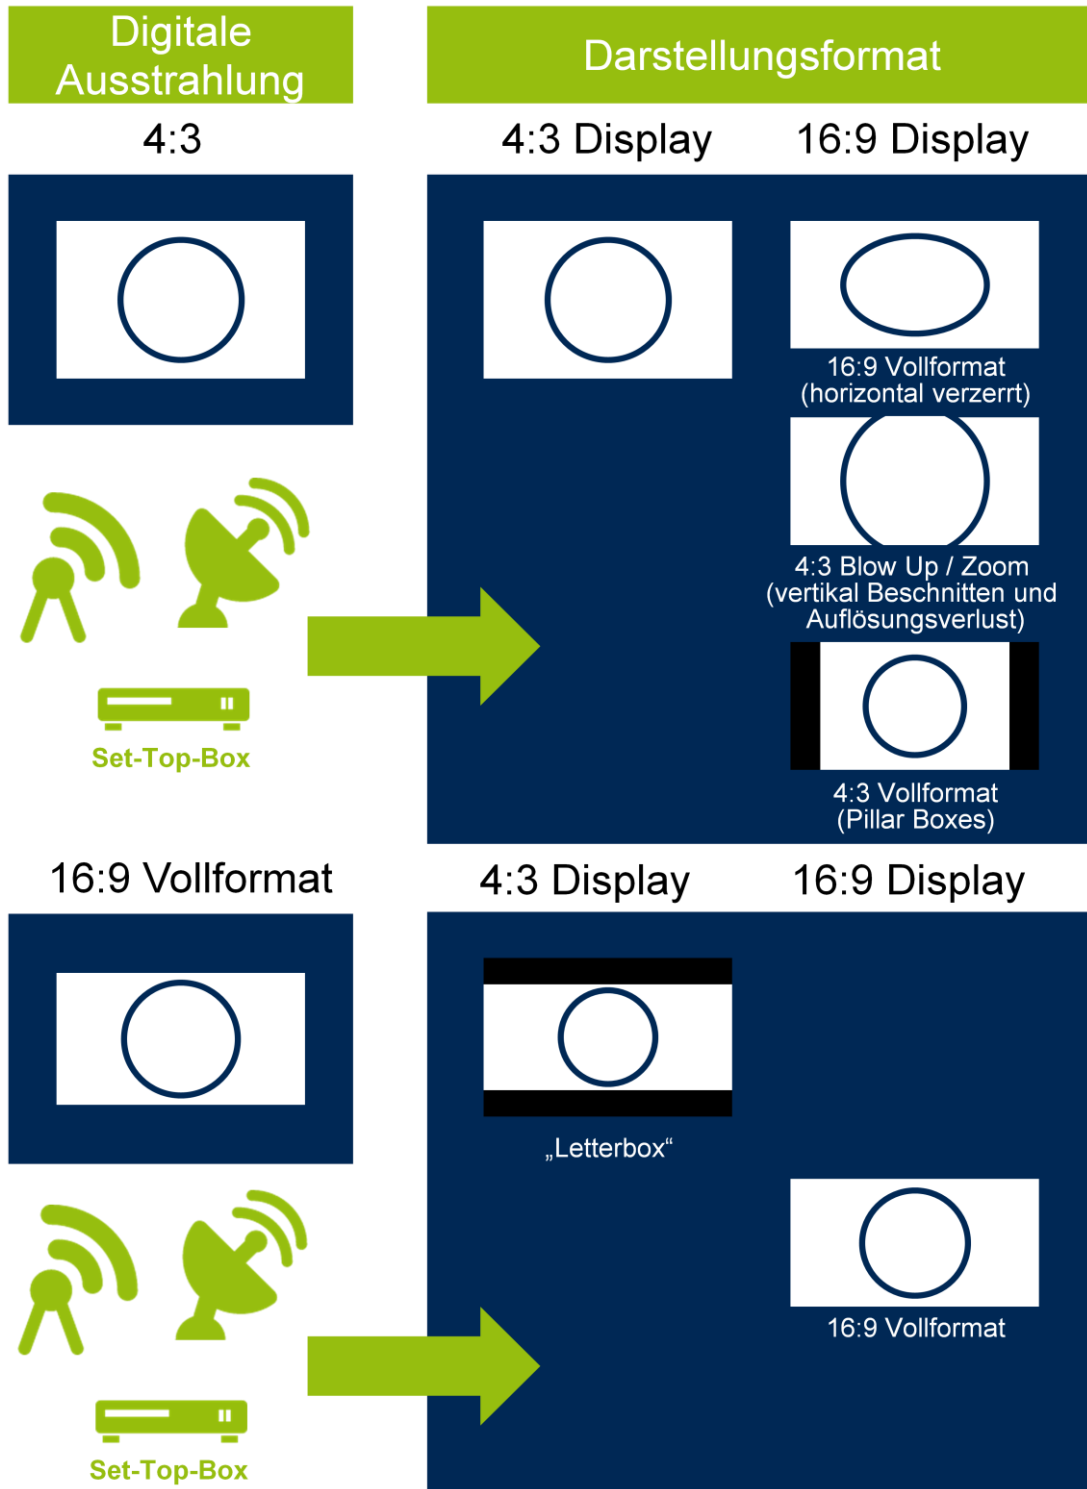 Digitale
Ausstrahlung
Darstellungsformat
4:3
4:3 Display
16:9 Display
16:9 Vollformat
(horizontal verzerrt)
4:3 Blow Up / Zoom
(vertikal Beschnitten und
Auflösungsverlust)
Set-Top-Box
4:3 Vollformat
(Pillar Boxes)
16:9 Vollformat
4:3 Display
16:9 Display
„Letterbox“
16:9 Vollformat
Set-Top-Box